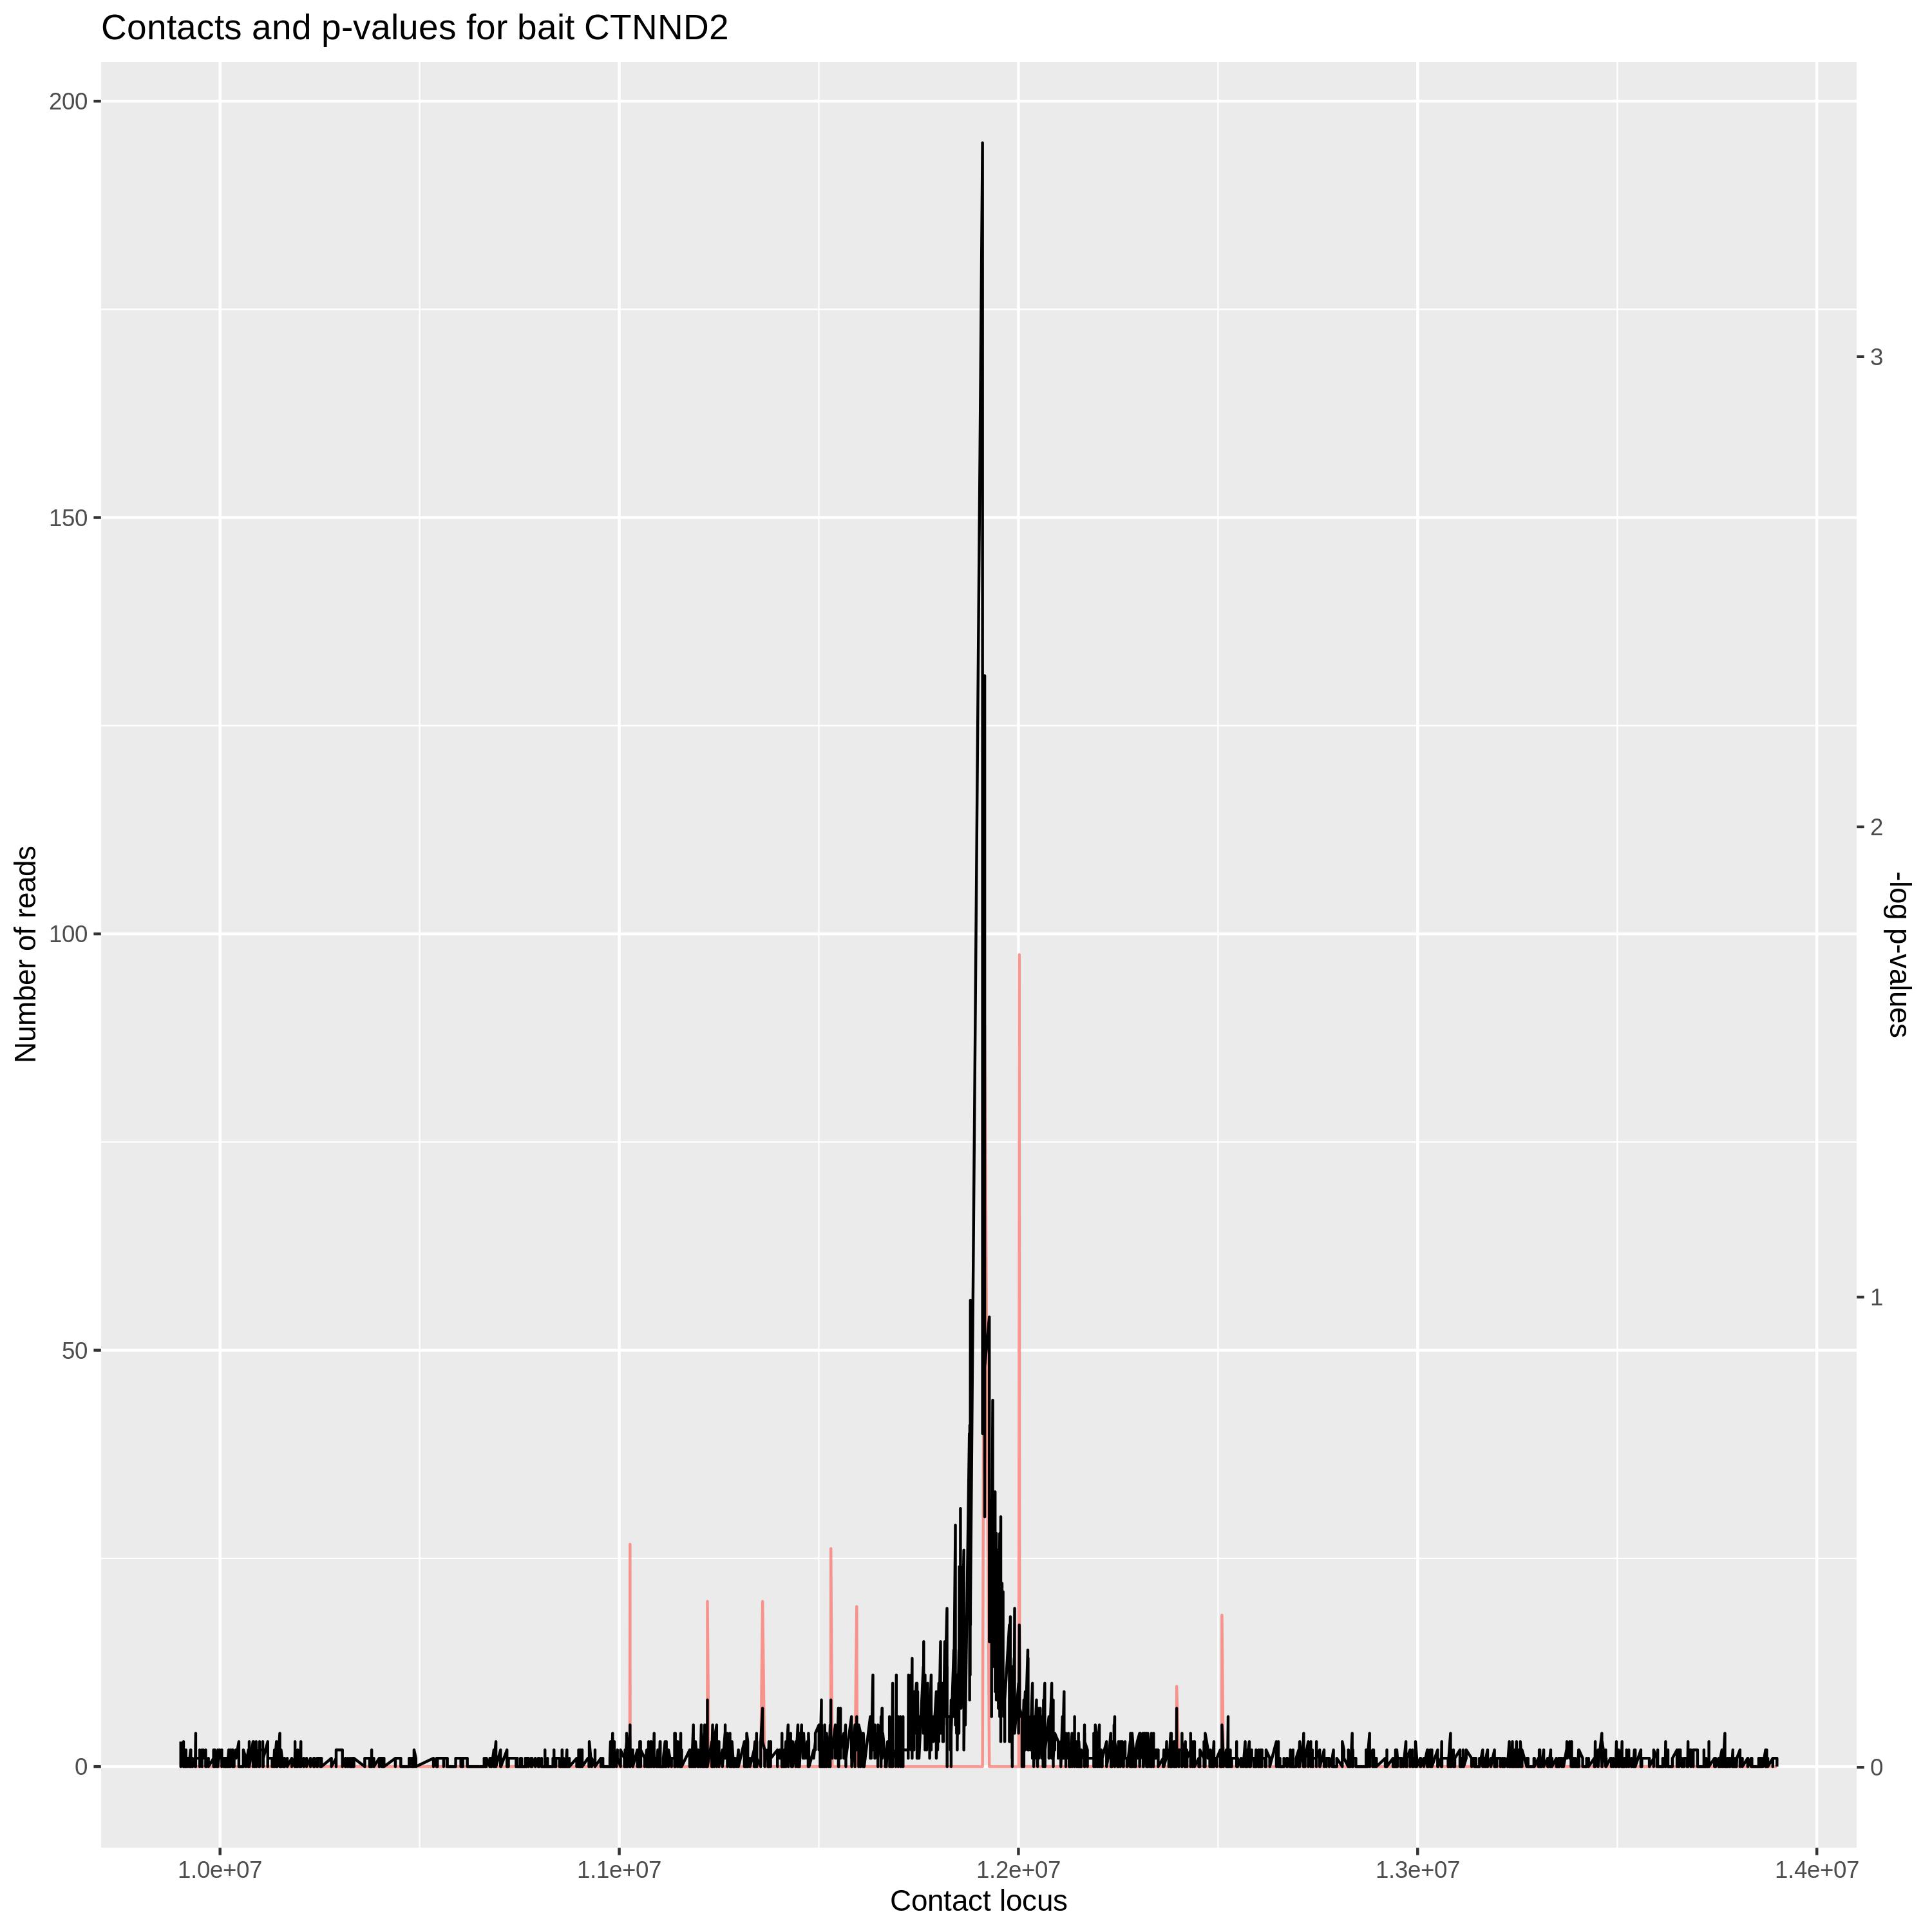 Contacts and p-values for bait CTNND2
200
150
100
50
0
Number of reads
3
2
1
0
-log p-values
1.0e+07
1.1e+07
1.2e+07
1.3e+07
1.4e+07
Contact locus